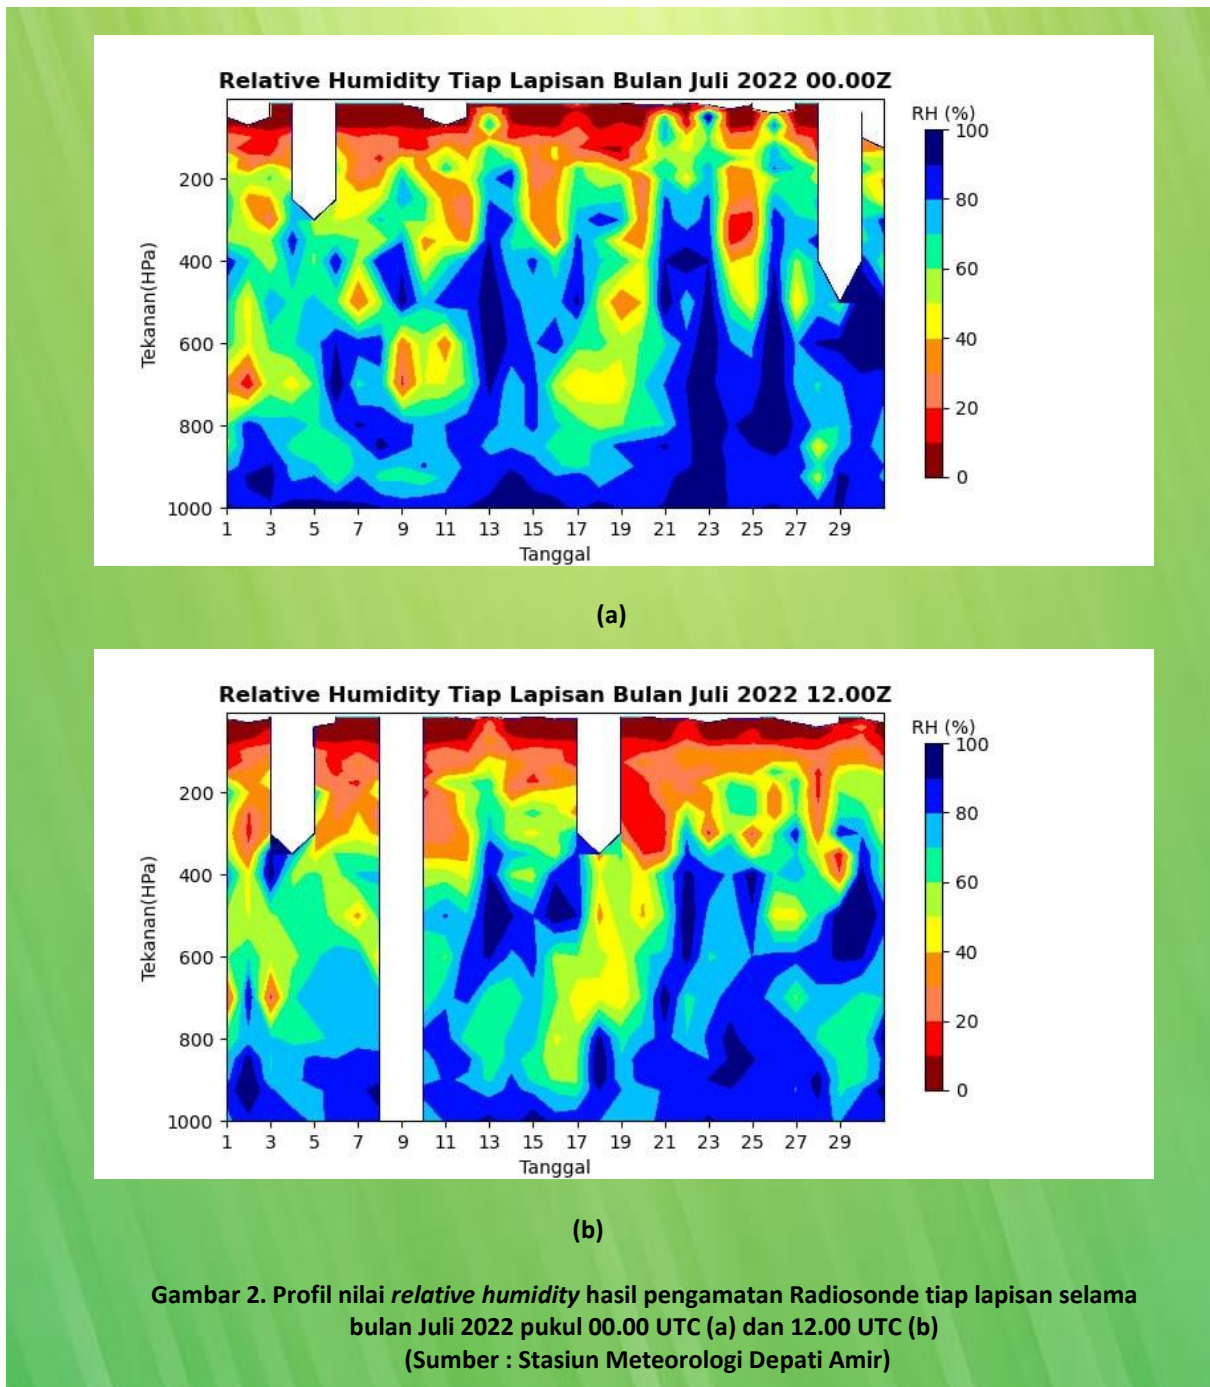 Relative Humidity Tiap Lapisan Bulan Juli 2022 00.00Z
RH (%)
100
80
60
40
20
0
Tekanan(HPa)
200
400
600
800
1000
1 3 5 7 9 11 13 15 17 19 21 23 25 27 29
Tanggal
(a)
Relative Humidity Tiap Lapisan Bulan Juli 2022 12.00Z
RH (%)
100
80
60
40
20
0
Tekanan(HPa)
200
400
600
800
1000
1 3 5 7 9 11 13 15 17 19 21 23 25 27 29
Tanggal
(b)
Gambar 2. Profil nilai relative humidity hasil pengamatan Radiosonde tiap lapisan selama
bulan Juli 2022 pukul 00.00 UTC (a) dan 12.00 UTC (b)
(Sumber : Stasiun Meteorologi Depati Amir)